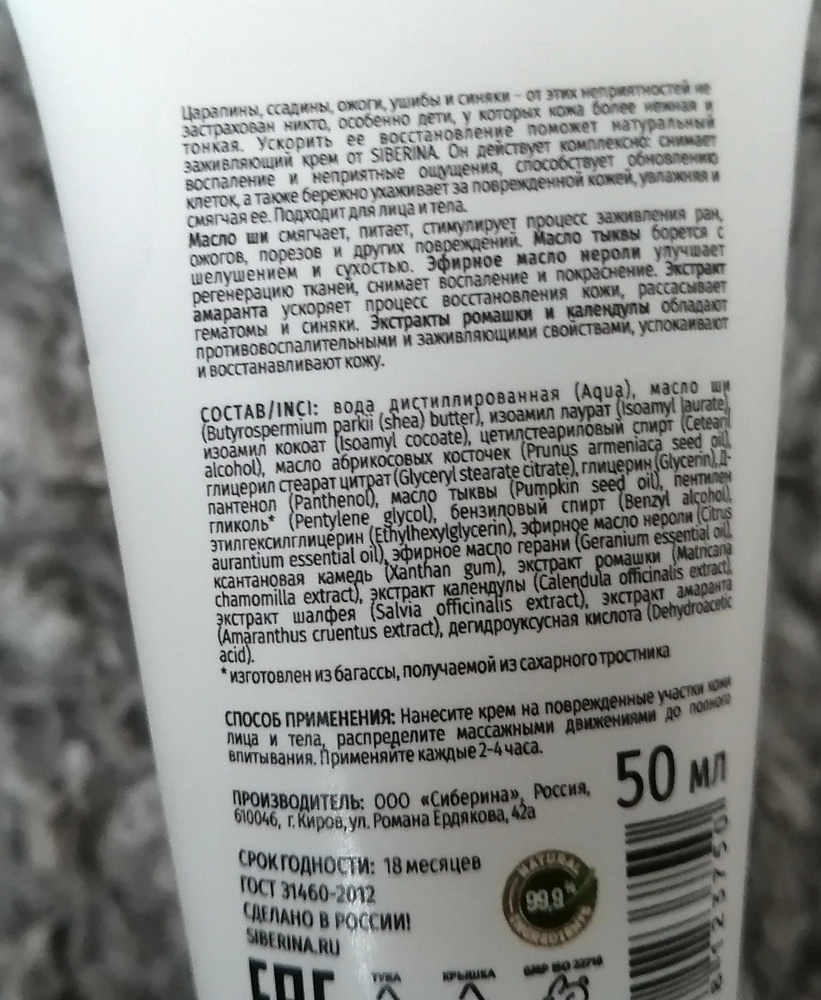 Царапины, ссадины, ожоги, ушибы и синяки – от этих неприятностей не
застрахован никто, особенно дети, у которых кожа более нежная и
тонкая. Ускорить ее восстановление поможет натуральный
заживляющий крем от SIBERINA. Он действует комплексно: снимает
воспаление и неприятные ощущения, способствует обновлению
клеток, а также бережно ухаживает за поврежденной кожей, увлажняя и
смягчая ее. Подходит для лица и тела.
Масло ши смягчает, питает, стимулирует процесс заживления ран,
ожогов, порезов и других повреждений. Масло тыквы борется с
шелушением и сухостью. Эфирное масло нероли улучшает
регенерацию тканей, снимает воспаление и покраснение. Экстракт
амаранта ускоряет процесс восстановления кожи, рассасывает
гематомы и синяки. Экстракты ромашки и календулы обладают
противовоспалительными и заживляющими свойствами, успокаивают
и восстанавливают кожу.
СОСТАВ/INCI: вода дистиллированная (Aqua), масло ши
(Butyrospermium parkii (shea) butter), изоамил лаурат (Isoamyl laurate),
изоамил кокоат (Isoamyl cocoate), цетилстеариловый спирт (Cetearil
alcohol), масло абрикосовых косточек (Prunus armeniaca seed oil),
глицерил стеарат цитрат (Glyceryl stearate citrate), глицерин (Glycerin), Д-
пантенол (Panthenol), масло тыквы (Pumpkin seed oil), пентилен
гликоль* (Pentylene glycol), бензиловый спирт (Benzyl alcohol),
этилгексилглицерин (Ethylhexylglycerin), эфирное масло нероли (Citrus
aurantium essential oil), эфирное масло герани (Geranium essential oil),
ксантановая камедь (Xanthan gum), экстракт ромашки (Matricaria
chamomilla extract), экстракт календулы (Calendula officinalis extract),
экстракт шалфея (Salvia officinalis extract), экстракт амаранта
(Amaranthus cruentus extract), дегидроуксусная кислота (Dehydroacetic
acid).
*изготовлен из багассы, получаемой из сахарного тростника
СПОСОБ ПРИМЕНЕНИЯ: Нанесите крем на поврежденные участки кожи
лица и тела, распределите массажными движениями до полного
впитывания. Применяйте каждые 2-4 часа.
50 МЛ
ПРОИЗВОДИТЕЛЬ: ООО «Сиберина», Россия,
610046, г. Киров, ул. Романа Ердякова, 42а
СРОК ГОДНОСТИ: 18 месяцев
ГОСТ 31460-2012
СДЕЛАНО В РОССИИ!
SIBERINA.RU
NATURAL
99,9%
INGREDIENTS
ЕАС
ТУБА
КРЫШКА
GMP ISO 22716